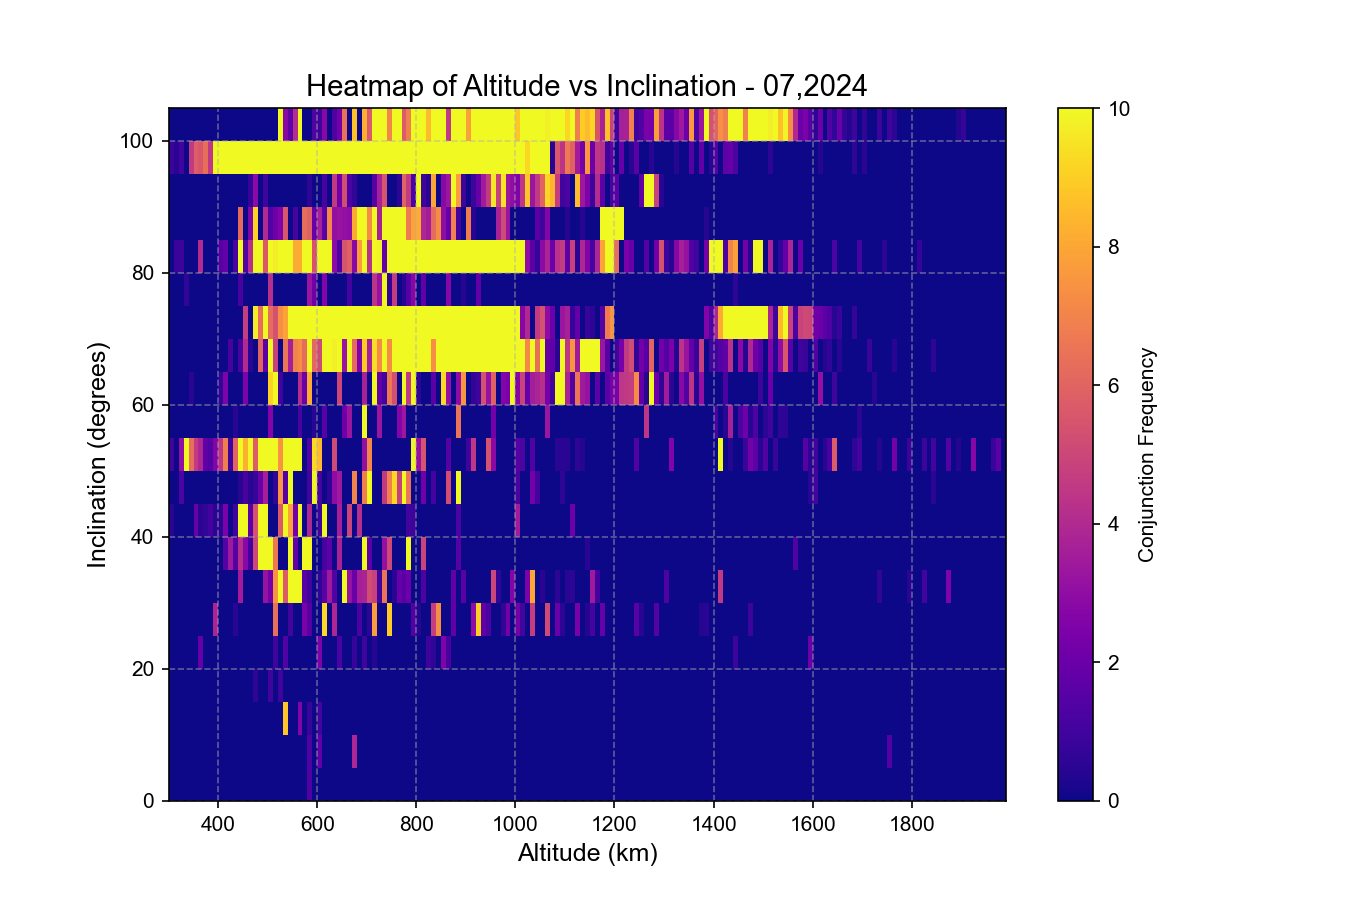 Heatmap of Altitude vs Inclination - 07,2024
100
80
60
40
20
0
Inclination (degrees)
400 600 800 1000 1200 1400 1600 1800
Altitude (km)
10
8
6
4
2
0
Conjunction Frequency